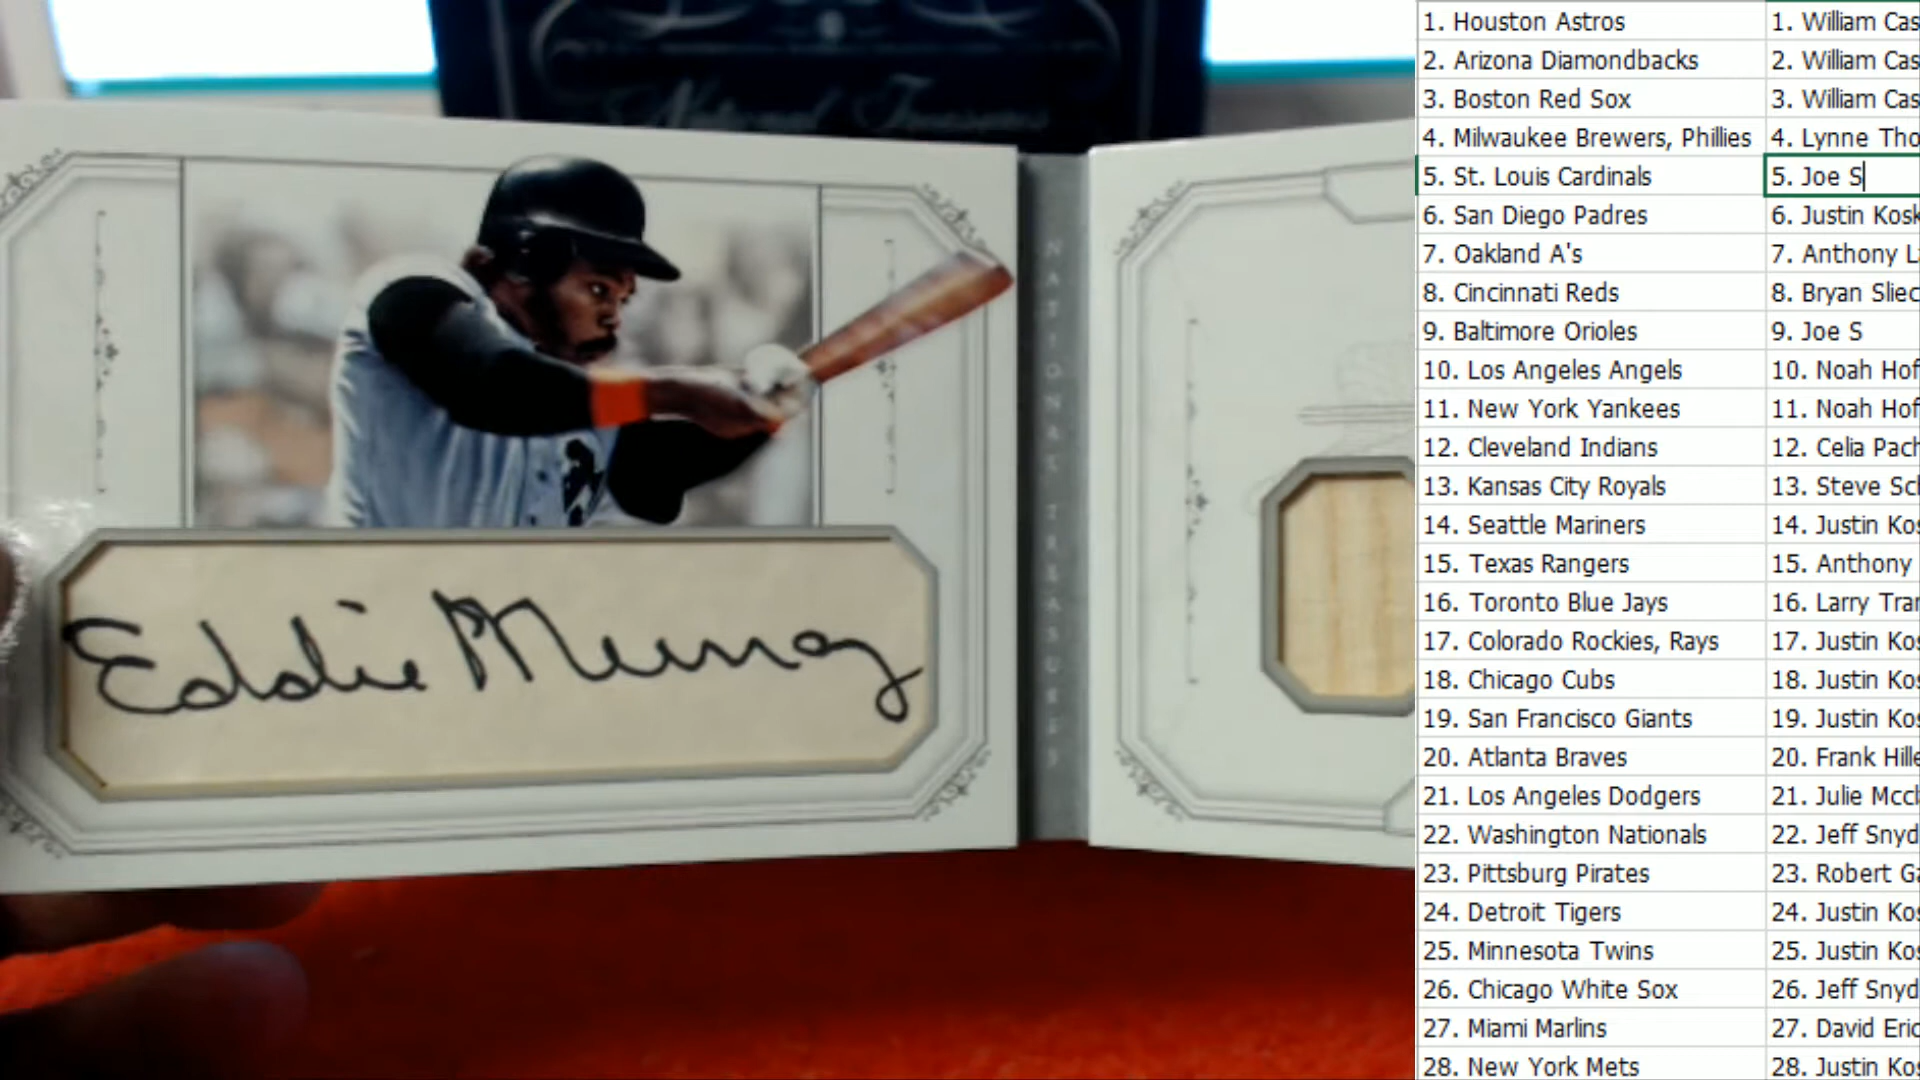 National Treasures
NATIONAL TREASURES
Eddie Murray
1. Houston Astros 1. William Cas
2. Arizona Diamondbacks 2. William Cas
3. Boston Red Sox 3. William Cas
4. Milwaukee Brewers, Phillies 4. Lynne Tho
5. St. Louis Cardinals 5. Joe S
6. San Diego Padres 6. Justin Kosk
7. Oakland A's 7. Anthony La
8. Cincinnati Reds 8. Bryan Sliec
9. Baltimore Orioles 9. Joe S
10. Los Angeles Angels 10. Noah Hof
11. New York Yankees 11. Noah Hof
12. Cleveland Indians 12. Celia Pach
13. Kansas City Royals 13. Steve Sch
14. Seattle Mariners 14. Justin Kos
15. Texas Rangers 15. Anthony
16. Toronto Blue Jays 16. Larry Tran
17. Colorado Rockies, Rays 17. Justin Kos
18. Chicago Cubs 18. Justin Kos
19. San Francisco Giants 19. Justin Kos
20. Atlanta Braves 20. Frank Hille
21. Los Angeles Dodgers 21. Julie Mccl
22. Washington Nationals 22. Jeff Snyd
23. Pittsburg Pirates 23. Robert Ga
24. Detroit Tigers 24. Justin Kos
25. Minnesota Twins 25. Justin Kos
26. Chicago White Sox 26. Jeff Snyd
27. Miami Marlins 27. David Eric
28. New York Mets 28. Justin Kos